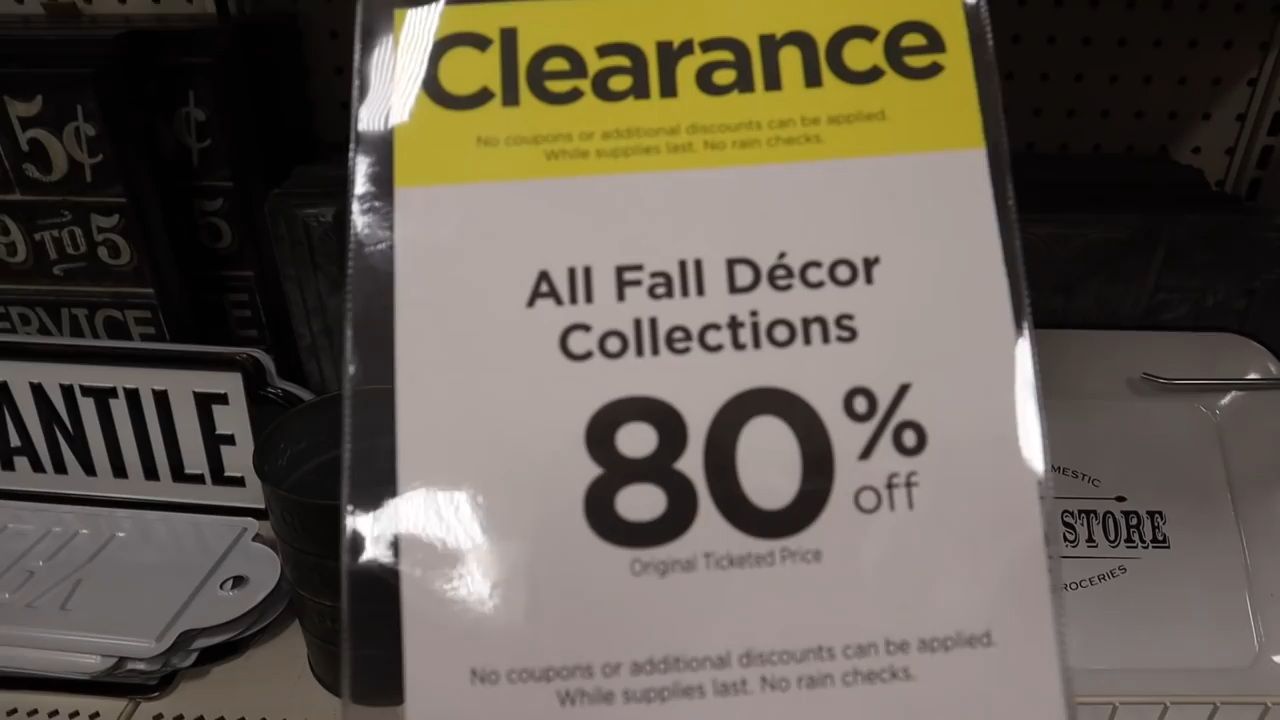 Clearance
No coupons or additional discounts can be applied.
While supplies last. No rain checks.
All Fall Décor
Collections
80%
off
Original Ticketed Price
No coupons or additional discounts can be applied.
While supplies last. No rain checks.
5¢
9 TO 5
ERVICE
ANTILE
¢
5
E
MESTIC
STORE
ROCERIES